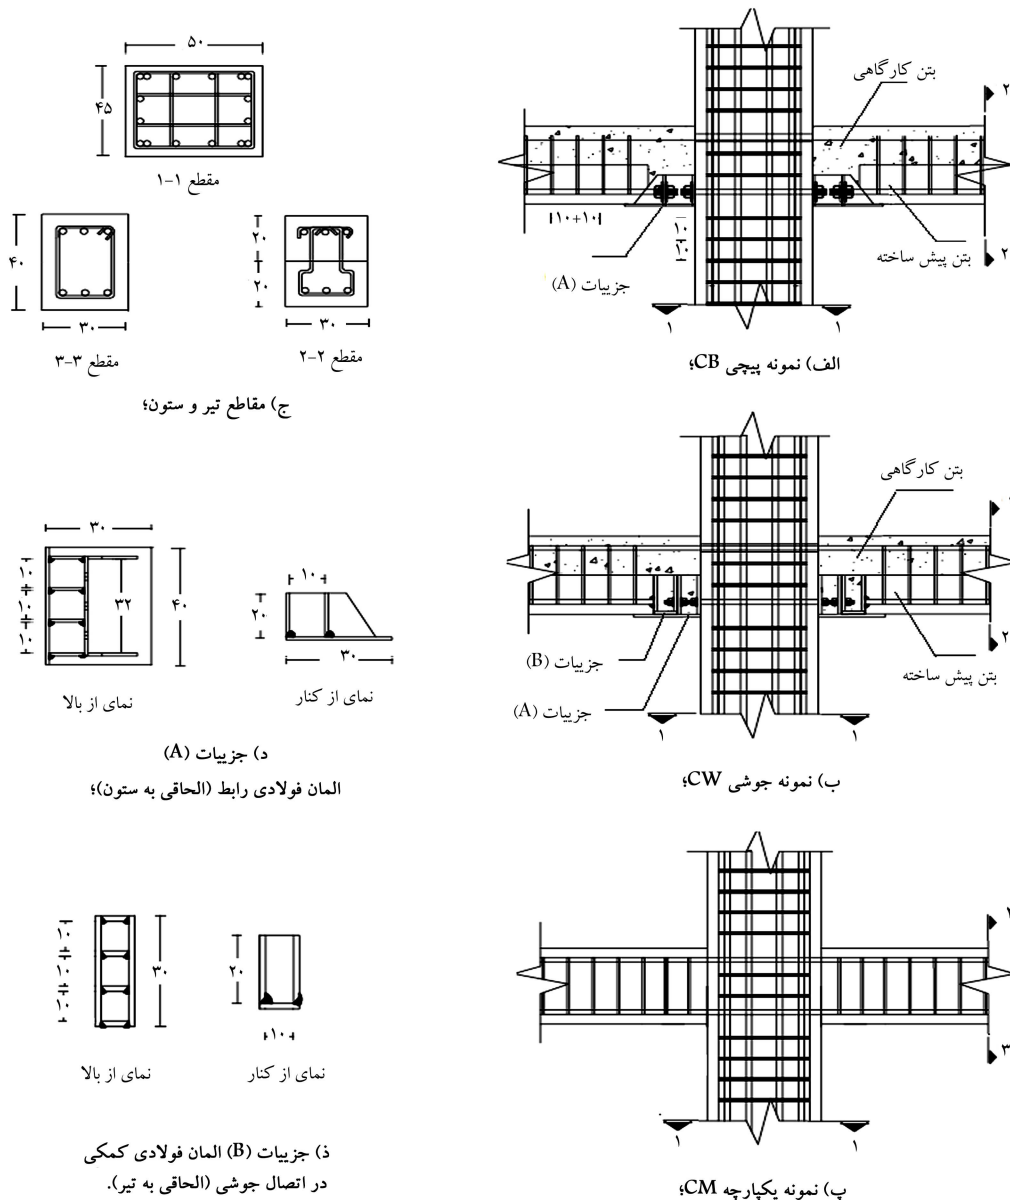 ۲
بتن کارگاهی
۱۰+۱۰
۱۰
۱۰
جزییات (A)
بتن پیش ساخته
۲
۱
۱
الف) نمونه پیچی CB؛
بتن کارگاهی
جزییات (B)
جزییات (A)
بتن پیش ساخته
۲
۱
۱
ب) نمونه جوشی CW؛
۳
۱
۱
پ) نمونه یکپارچه CM؛
۵۰
۴۵
مقطع ۱-۱
۴۰
۳۰
مقطع ۳-۳
۲۰
۲۰
۳۰
مقطع ۲-۲
ج) مقاطع تیر و ستون؛
۳۰
۱۰
۱۰
۱۰
۳۲
۴۰
نمای از بالا
۱۰
۲۰
۳۰
نمای از کنار
د) جزییات (A)
المان فولادی رابط (الحاقی به ستون)؛
۱۰
۱۰
۱۰
۳۰
نمای از بالا
۲۰
۱۰
نمای از کنار
ذ) جزییات (B) المان فولادی کمکی
در اتصال جوشی (الحاقی به تیر).